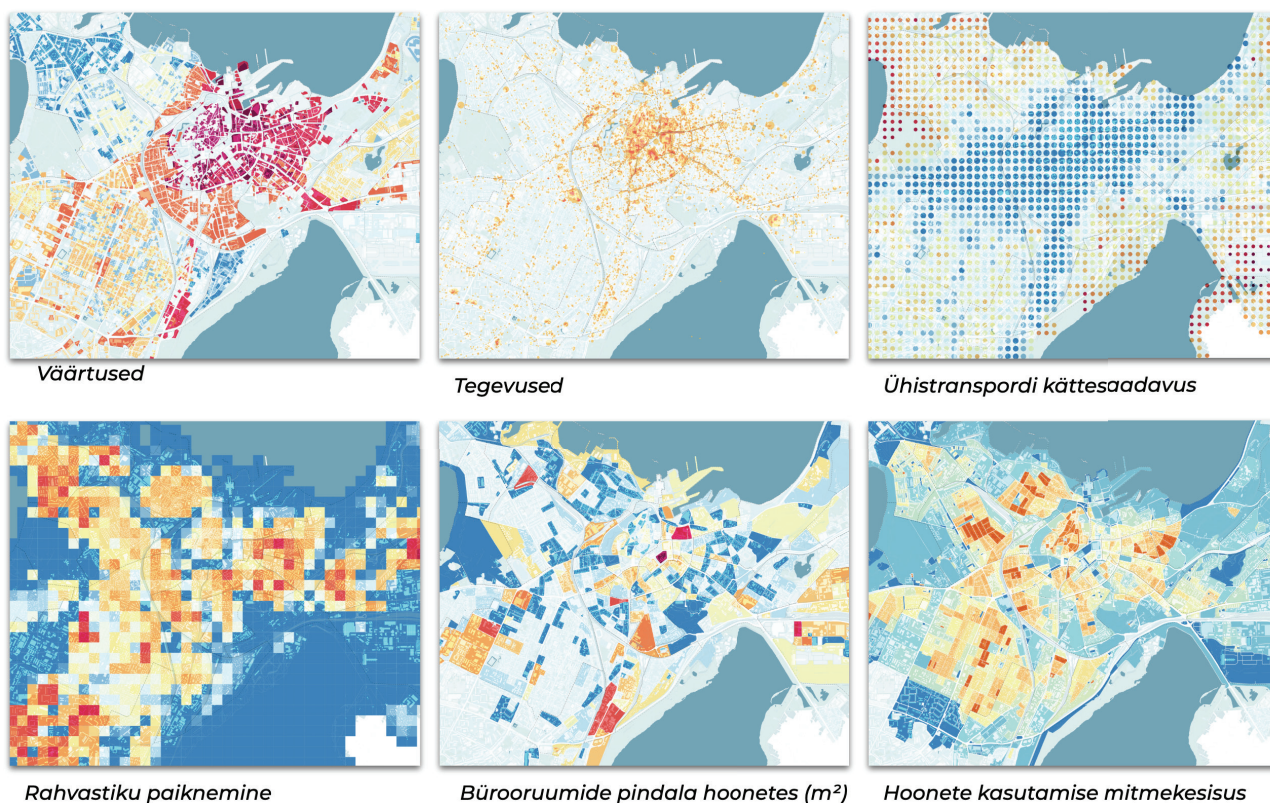 Väärtused
Tegevused
Ühistranspordi kättesaadavus
Rahvastiku paiknemine
Bürooruumide pindala hoonetes (m²)
Hoonete kasutamise mitmekesisus